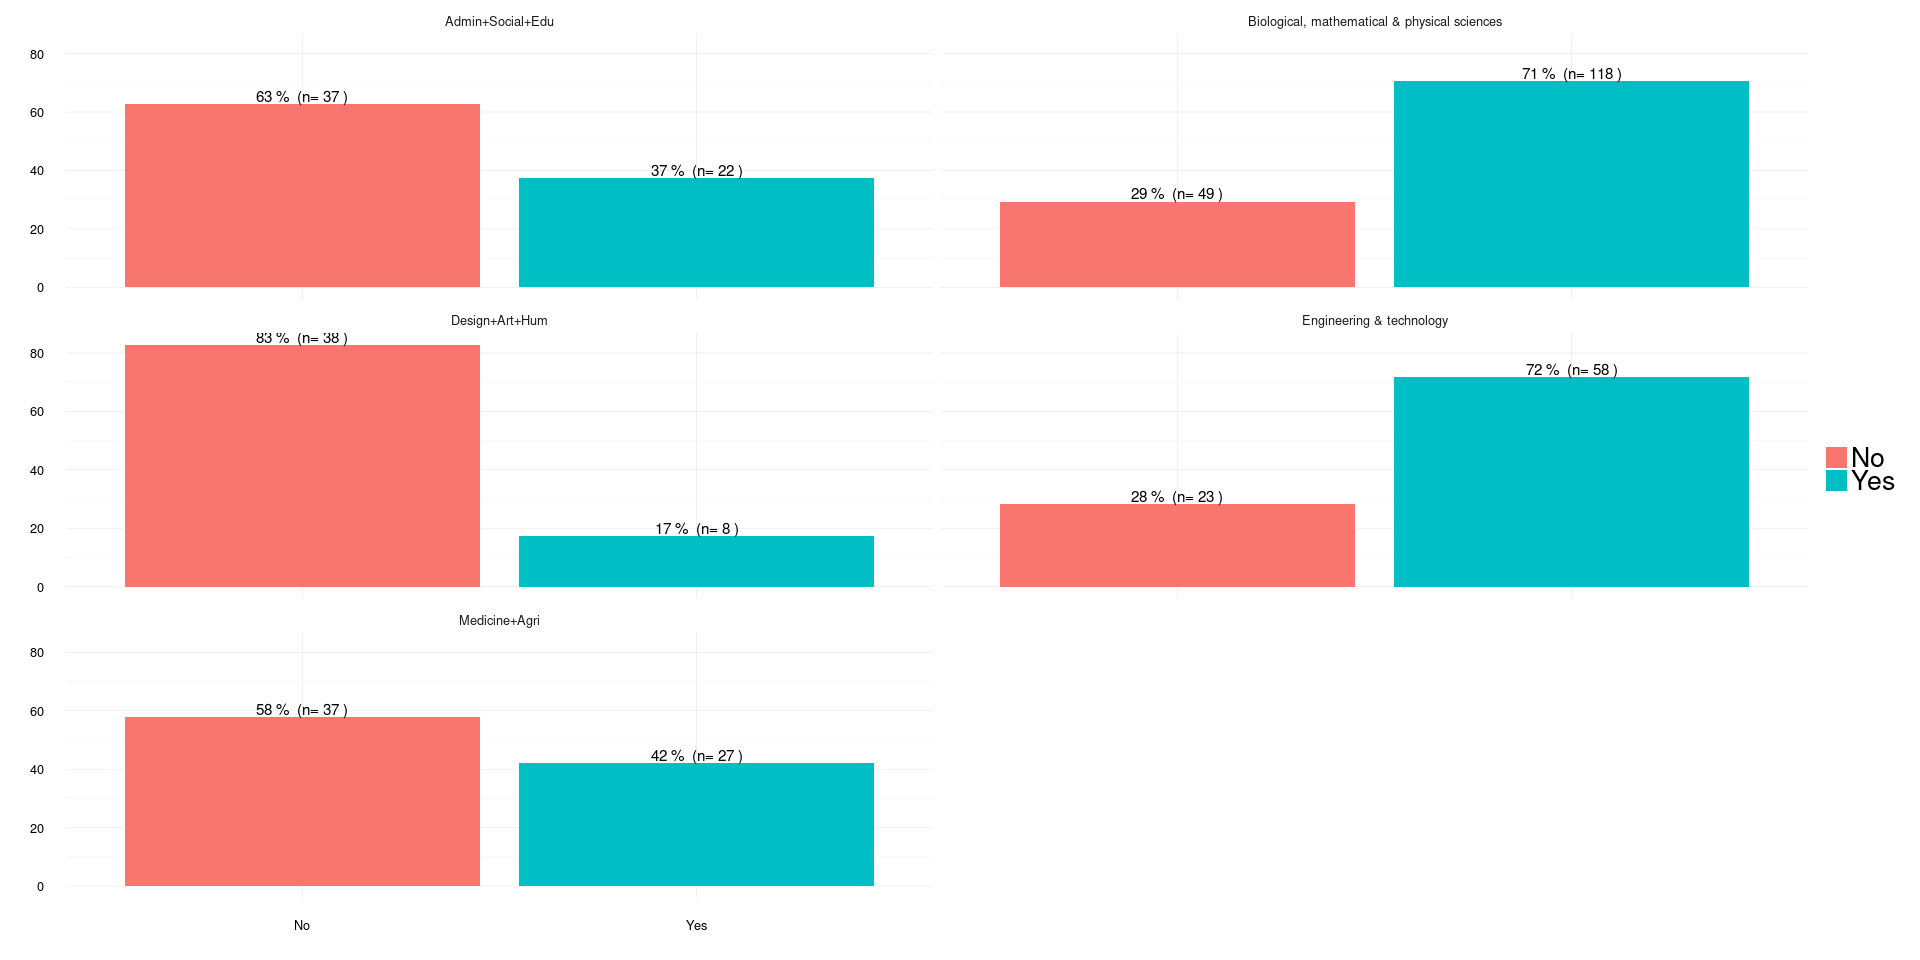 Admin+Social+Edu
80
60
40
20
0
63 % (n= 37 )
37 % (n= 22 )
Biological, mathematical & physical sciences
29 % (n= 49 )
71 % (n= 118 )
Design+Art+Hum
80
60
40
20
0
83 % (n= 38 )
17 % (n= 8 )
Engineering & technology
28 % (n= 23 )
72 % (n= 58 )
Medicine+Agri
80
60
40
20
0
58 % (n= 37 )
42 % (n= 27 )
No
Yes
No
Yes